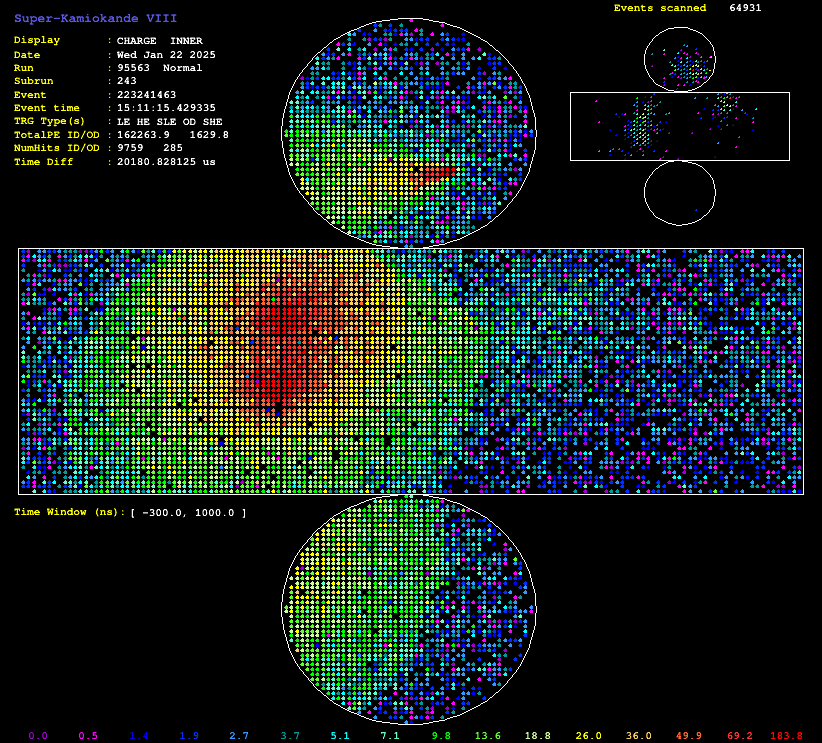 Super-Kamiokande VIII
Events scanned 64931
Display : CHARGE INNER
Date : Wed Jan 22 2025
Run : 95563 Normal
Subrun : 243
Event : 223241463
Event time : 15:11:15.429335
TRG Type(s) : LE HE SLE OD SHE
TotalPE ID/OD : 162263.9 1629.8
NumHits ID/OD : 9759 285
Time Diff : 20180.828125 us
Time Window (ns): [ -300.0, 1000.0 ]
0.0 0.5 1.4 1.9 2.7 3.7 5.1 7.1 9.8 13.6 18.8 26.0 36.0 49.9 69.2 183.8